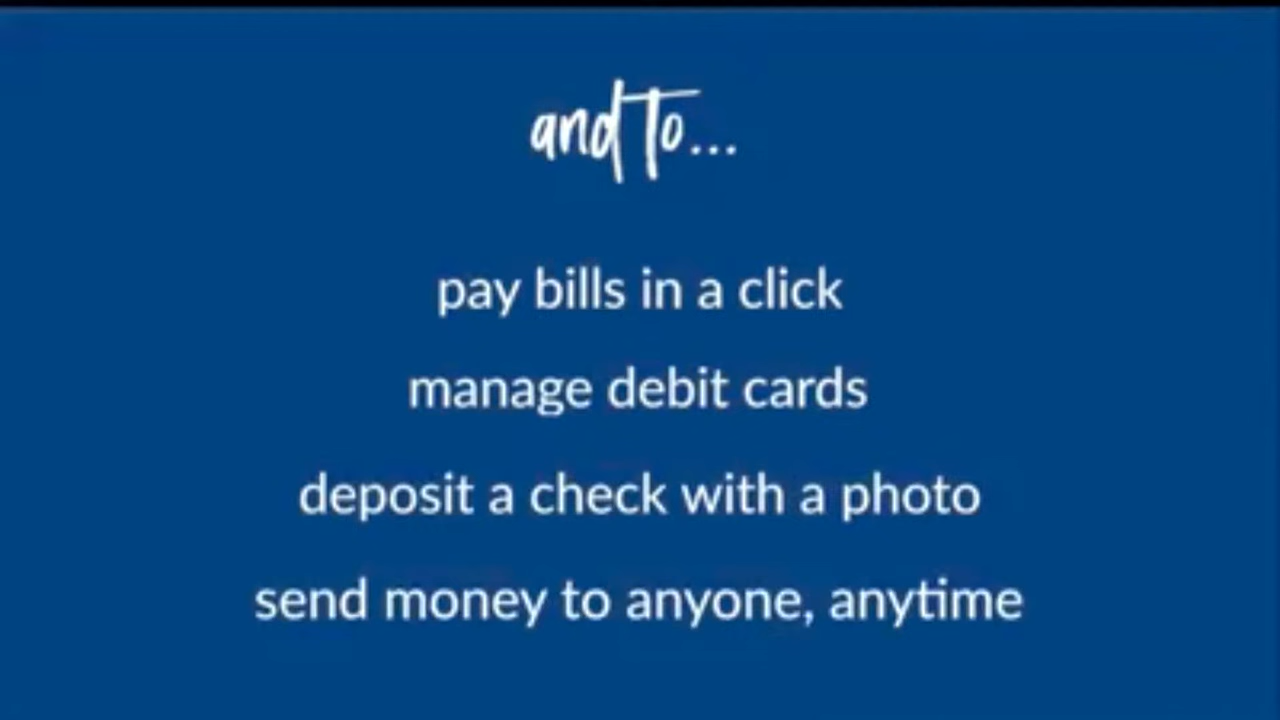 and to...
pay bills in a click
manage debit cards
deposit a check with a photo
send money to anyone, anytime